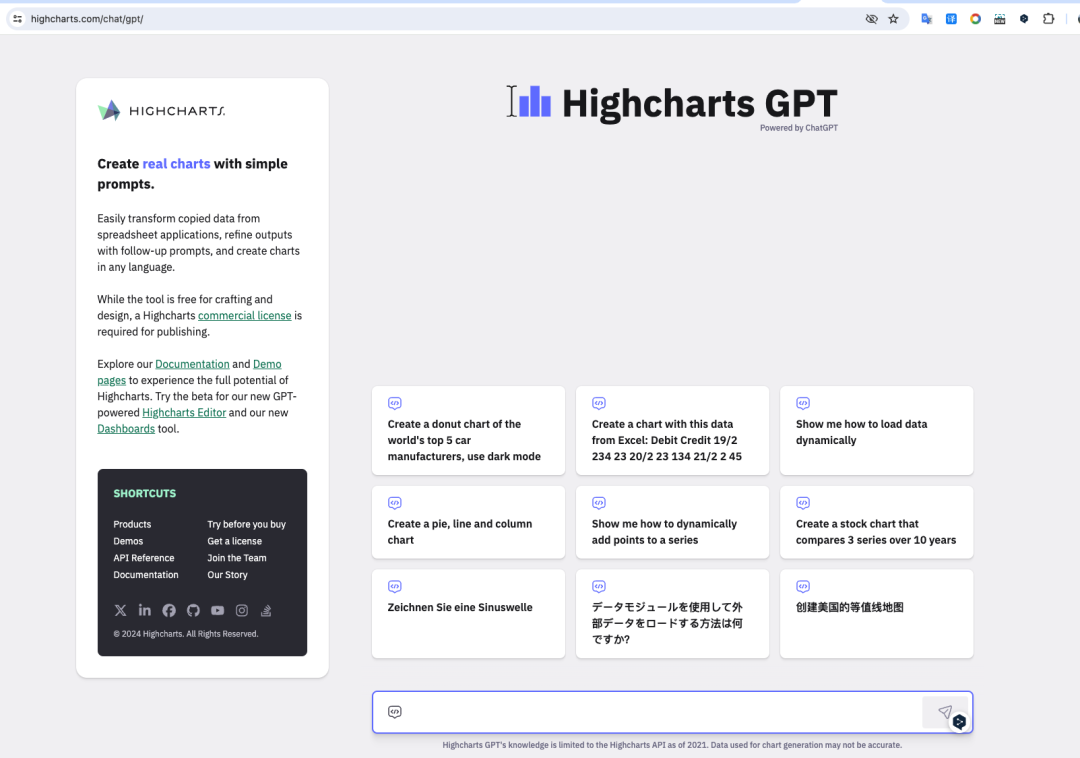 highcharts.com/chat/gpt/
HIGHCHARTS.
Create real charts with simple
prompts.
Easily transform copied data from
spreadsheet applications, refine outputs
with follow-up prompts, and create charts
in any language.
While the tool is free for crafting and
design, a Highcharts commercial license is
required for publishing.
Explore our Documentation and Demo
pages to experience the full potential of
Highcharts. Try the beta for our new GPT-
powered Highcharts Editor and our new
Dashboards tool.
SHORTCUTS
Products
Try before you buy
Demos
Get a license
API Reference
Join the Team
Documentation
Our Story
© 2024 Highcharts. All Rights Reserved.
Highcharts GPT
Powered by ChatGPT
Create a donut chart of the
world's top 5 car
manufacturers, use dark mode
Create a chart with this data
from Excel: Debit Credit 19/2
234 23 20/2 23 134 21/2 2 45
Show me how to load data
dynamically
Create a pie, line and column
chart
Show me how to dynamically
add points to a series
Create a stock chart that
compares 3 series over 10 years
Zeichnen Sie eine Sinuswelle
データモジュールを使用して外
部データをロードする方法は何
ですか?
创建美国的等值线地图
Highcharts GPT's knowledge is limited to the Highcharts API as of 2021. Data used for chart generation may not be accurate.